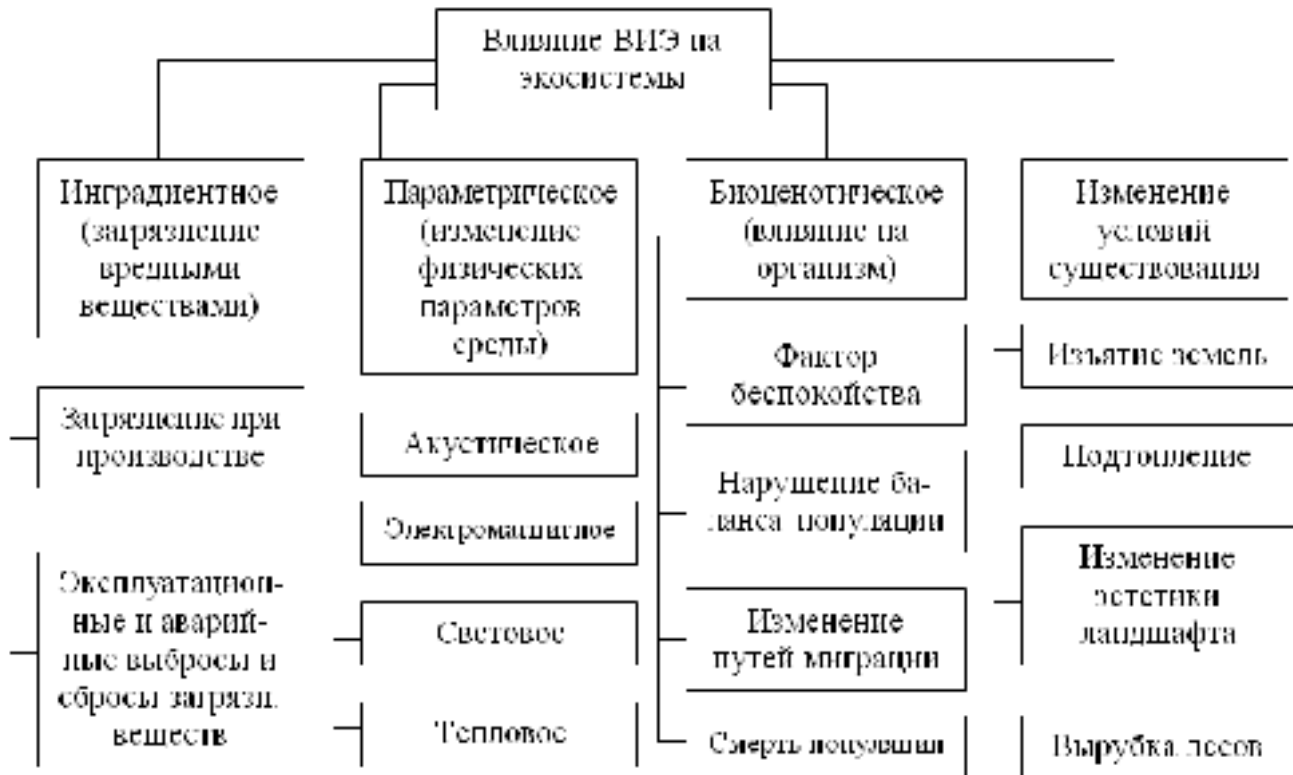 Влияние ВИЭ на
экосистемы
Инградиентное
(загрязнение
вредными
веществами)
Загрязнение при
производстве
Эксплуатацион-
ные и аварий-
ные выбросы и
сбросы загрязн.
веществ
Параметрическое
(изменение
физических
параметров
среды)
Акустическое
Электромагнитное
Световое
Тепловое
Биоценотическое
(влияние на
организм)
Фактор
беспокойства
Нарушение ба-
ланса популяции
Изменение
путей миграции
Смерть популяции
Изменение
условий
существования
Изъятие земель
Подтопление
Изменение
эстетики
ландшафта
Вырубка лесов